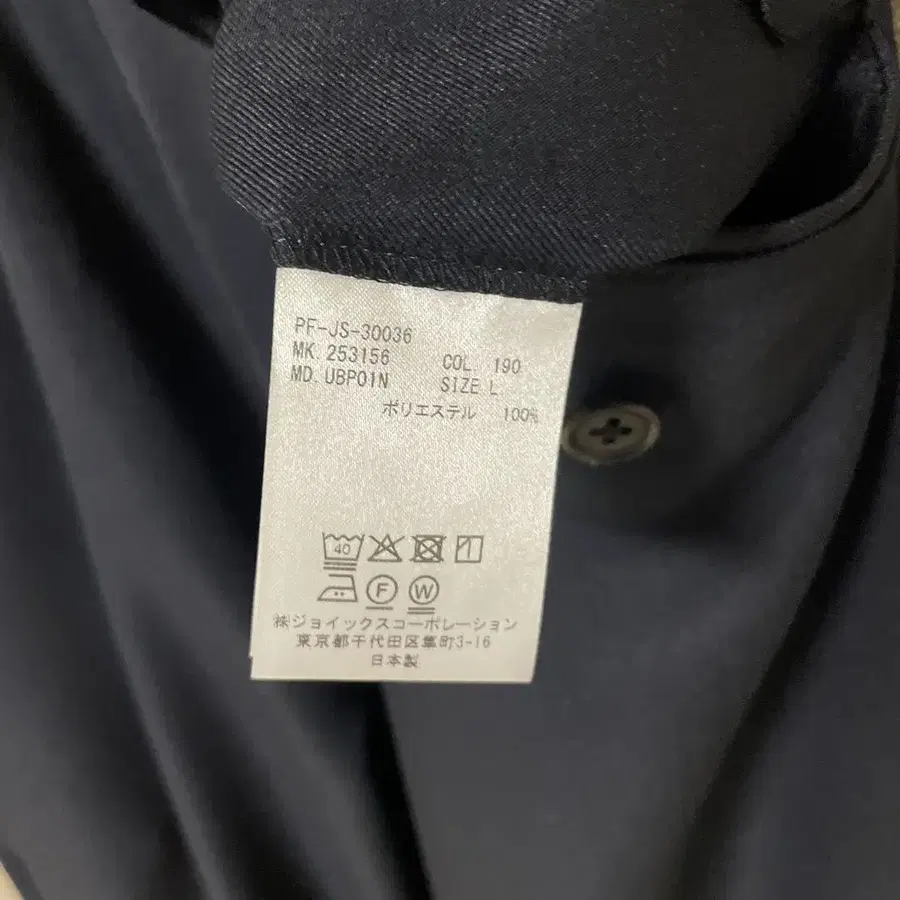 PF-JS-30036
MK. 253156 COL. 190
MD. UBP01N SIZE L
ポリエステル 100%
40
F W
㈱ジョイックスコーポレーション
東京都千代田区隼町3-16
日本製